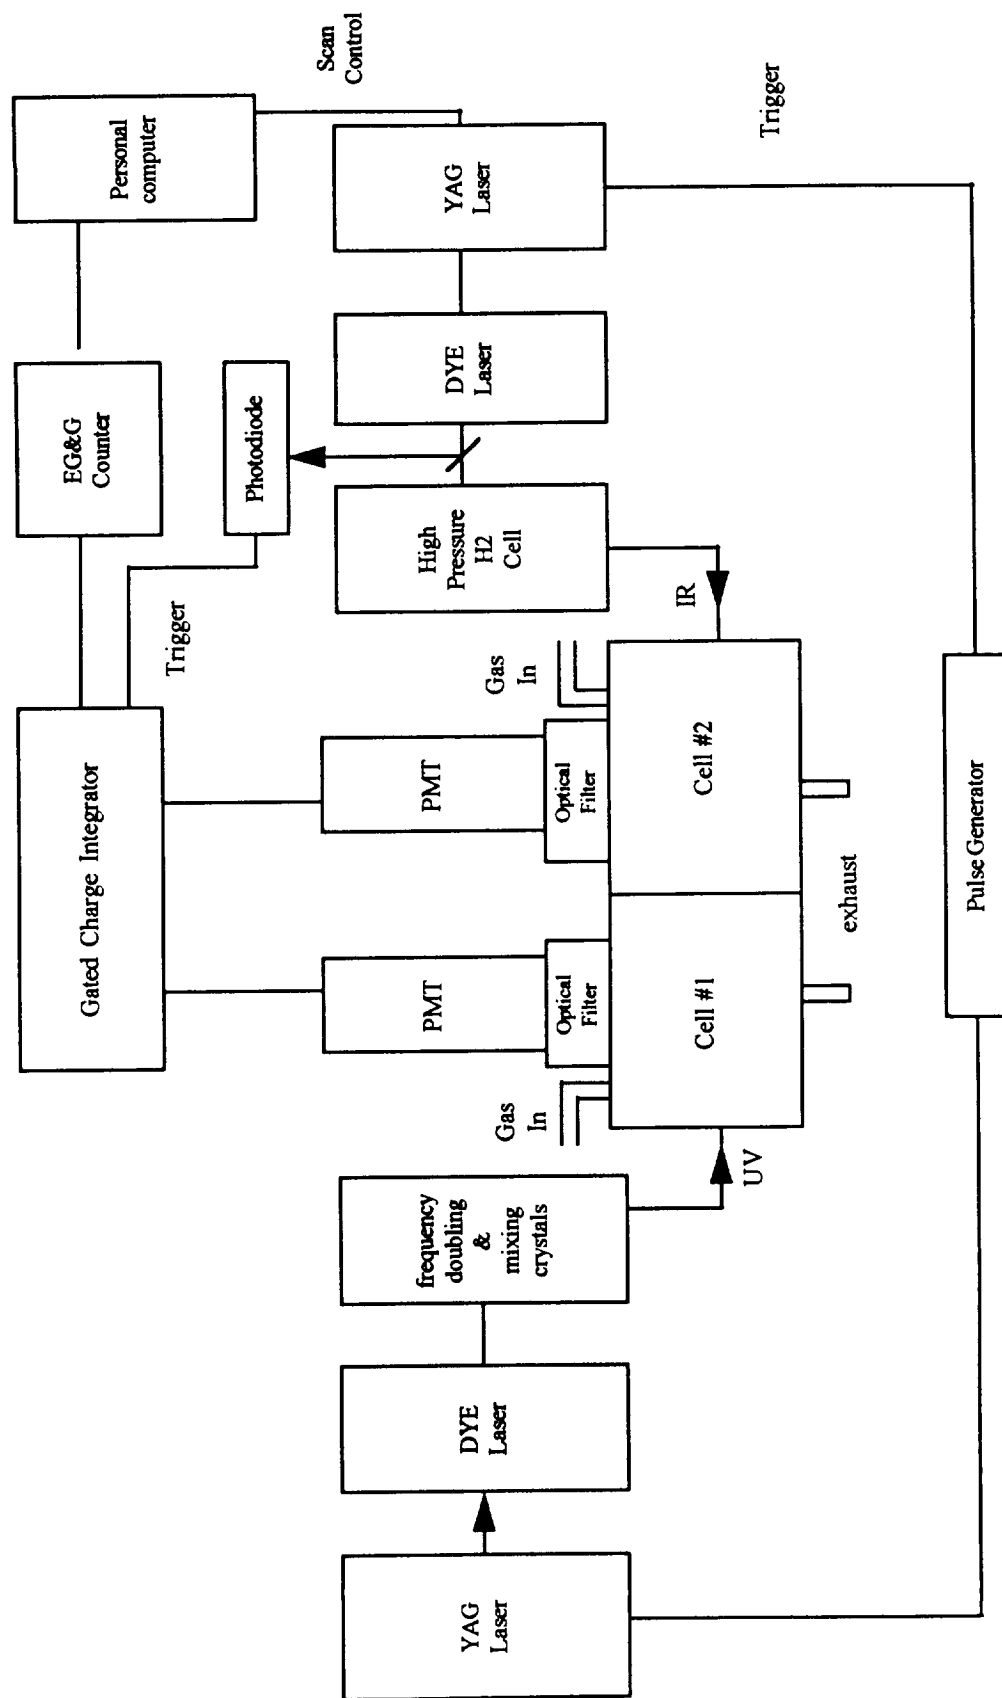 Scan
Control
Personal
computer
YAG
Laser
Trigger
EG&G
Counter
Photodiode
DYE
Laser
High
Pressure
H2
Cell
IR
Trigger
Gated Charge Integrator
Gas
In
PMT
Optical
Filter
Cell #2
PMT
Optical
Filter
Cell #1
exhaust
Pulse Generator
Gas
In
UV
frequency
doubling
&
mixing
crystals
DYE
Laser
YAG
Laser